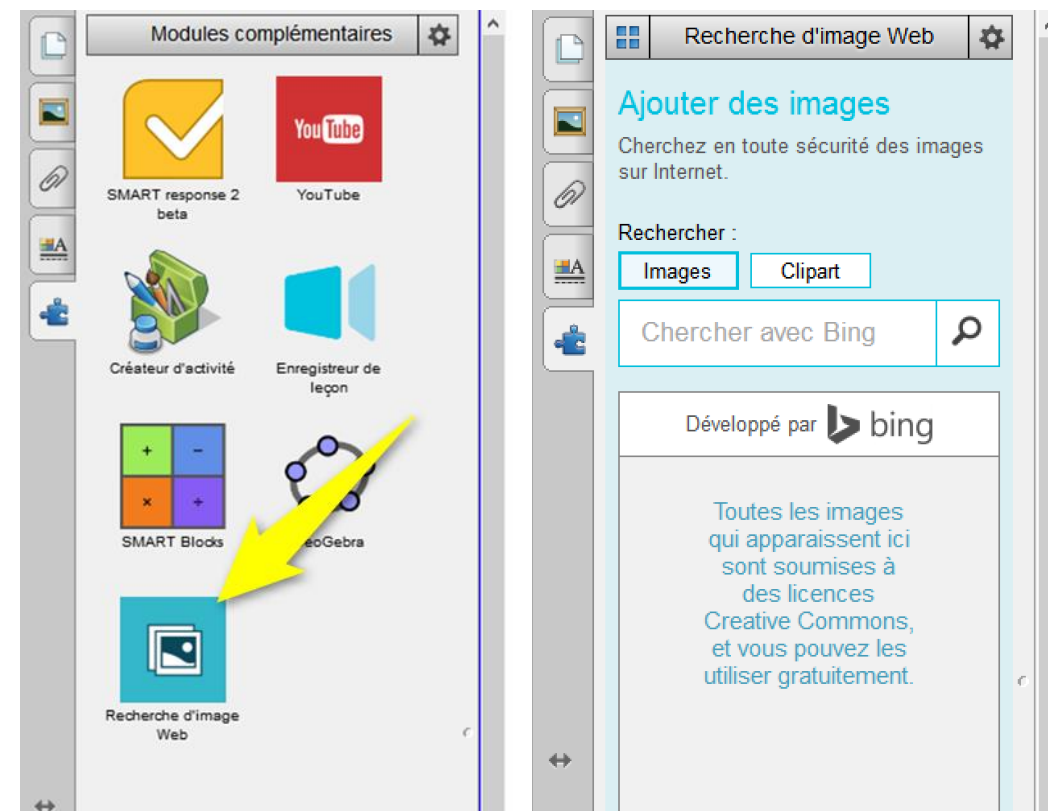 Modules complémentaires
You Tube
SMART response 2
beta
YouTube
Créateur d'activité
Enregistreur de
leçon
SMART Blocks
eoGebra
Recherche d'image
Web
A
Recherche d'image Web
Ajouter des images
Cherchez en toute sécurité des images
sur Internet.
Rechercher :
Images
Clipart
Chercher avec Bing
Développé par bing
Toutes les images
qui apparaissent ici
sont soumises à
des licences
Creative Commons,
et vous pouvez les
utiliser gratuitement.
A